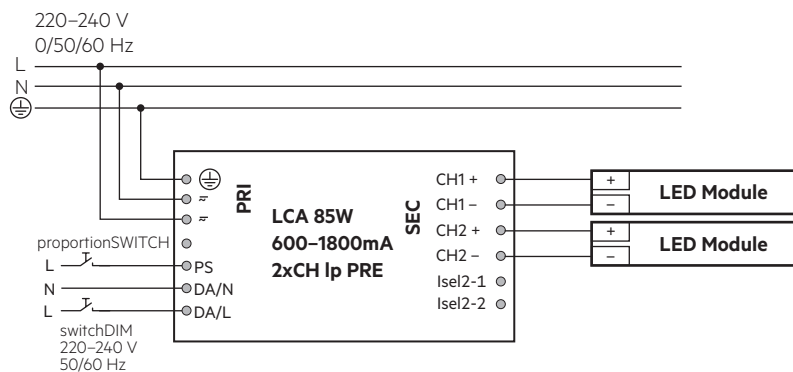 220–240 V
0/50/60 Hz
L
N
PRI
SEC
LCA 85W
600–1800mA
2xCH lp PRE
CH1 +
CH1 –
CH2 +
CH2 –
Isel2-1
Isel2-2
+
–
LED Module
+
–
LED Module
proportionSWITCH
L
PS
N
DA/N
L
DA/L
switchDIM
220–240 V
50/60 Hz